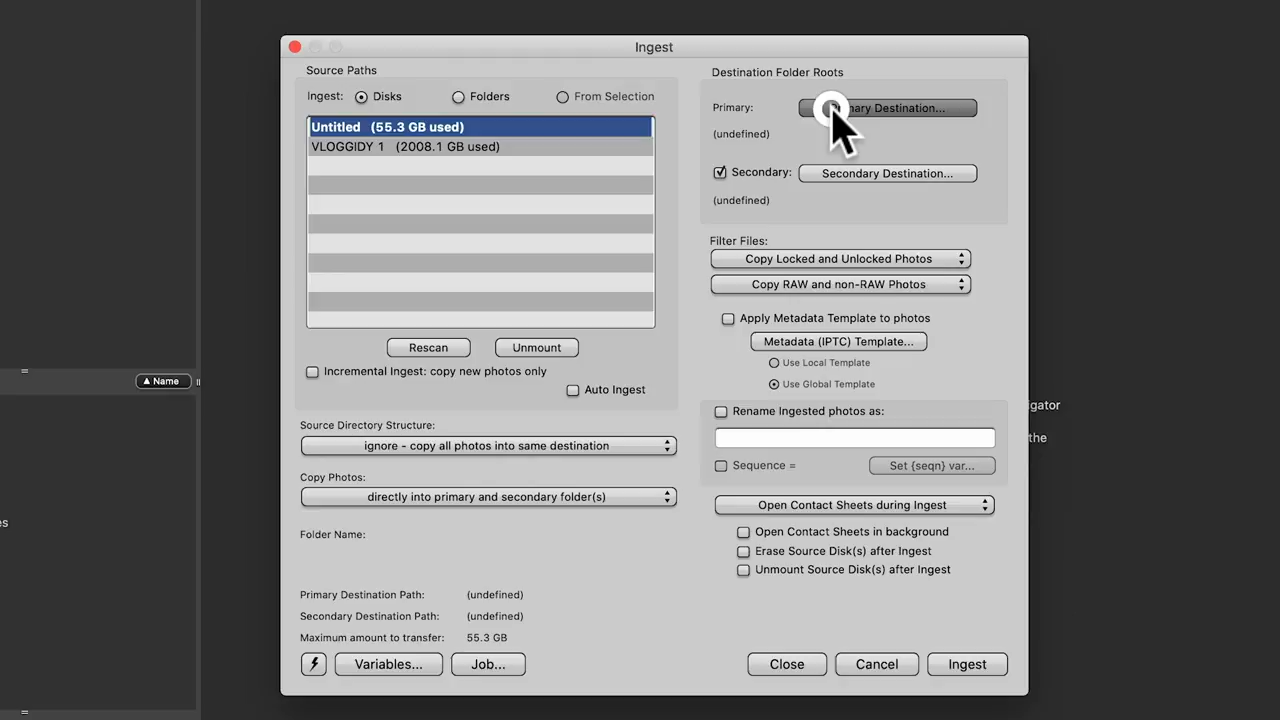 Ingest
Source Paths
Ingest: Disks Folders From Selection
Untitled (55.3 GB used)
VLOGGIDY 1 (2008.1 GB used)
Rescan Unmount
Incremental Ingest: copy new photos only
Auto Ingest
Source Directory Structure:
ignore - copy all photos into same destination
Copy Photos:
directly into primary and secondary folder(s)
Folder Name:
Primary Destination Path: (undefined)
Secondary Destination Path: (undefined)
Maximum amount to transfer: 55.3 GB
Variables... Job...
Destination Folder Roots
Primary: Destination...
(undefined)
Secondary: Secondary Destination...
(undefined)
Filter Files:
Copy Locked and Unlocked Photos
Copy RAW and non-RAW Photos
Apply Metadata Template to photos
Metadata (IPTC) Template...
Use Local Template
Use Global Template
Rename Ingested photos as:
Sequence = Set {seqn} var...
Open Contact Sheets during Ingest
Open Contact Sheets in background
Erase Source Disk(s) after Ingest
Unmount Source Disk(s) after Ingest
Close Cancel Ingest
Name
the